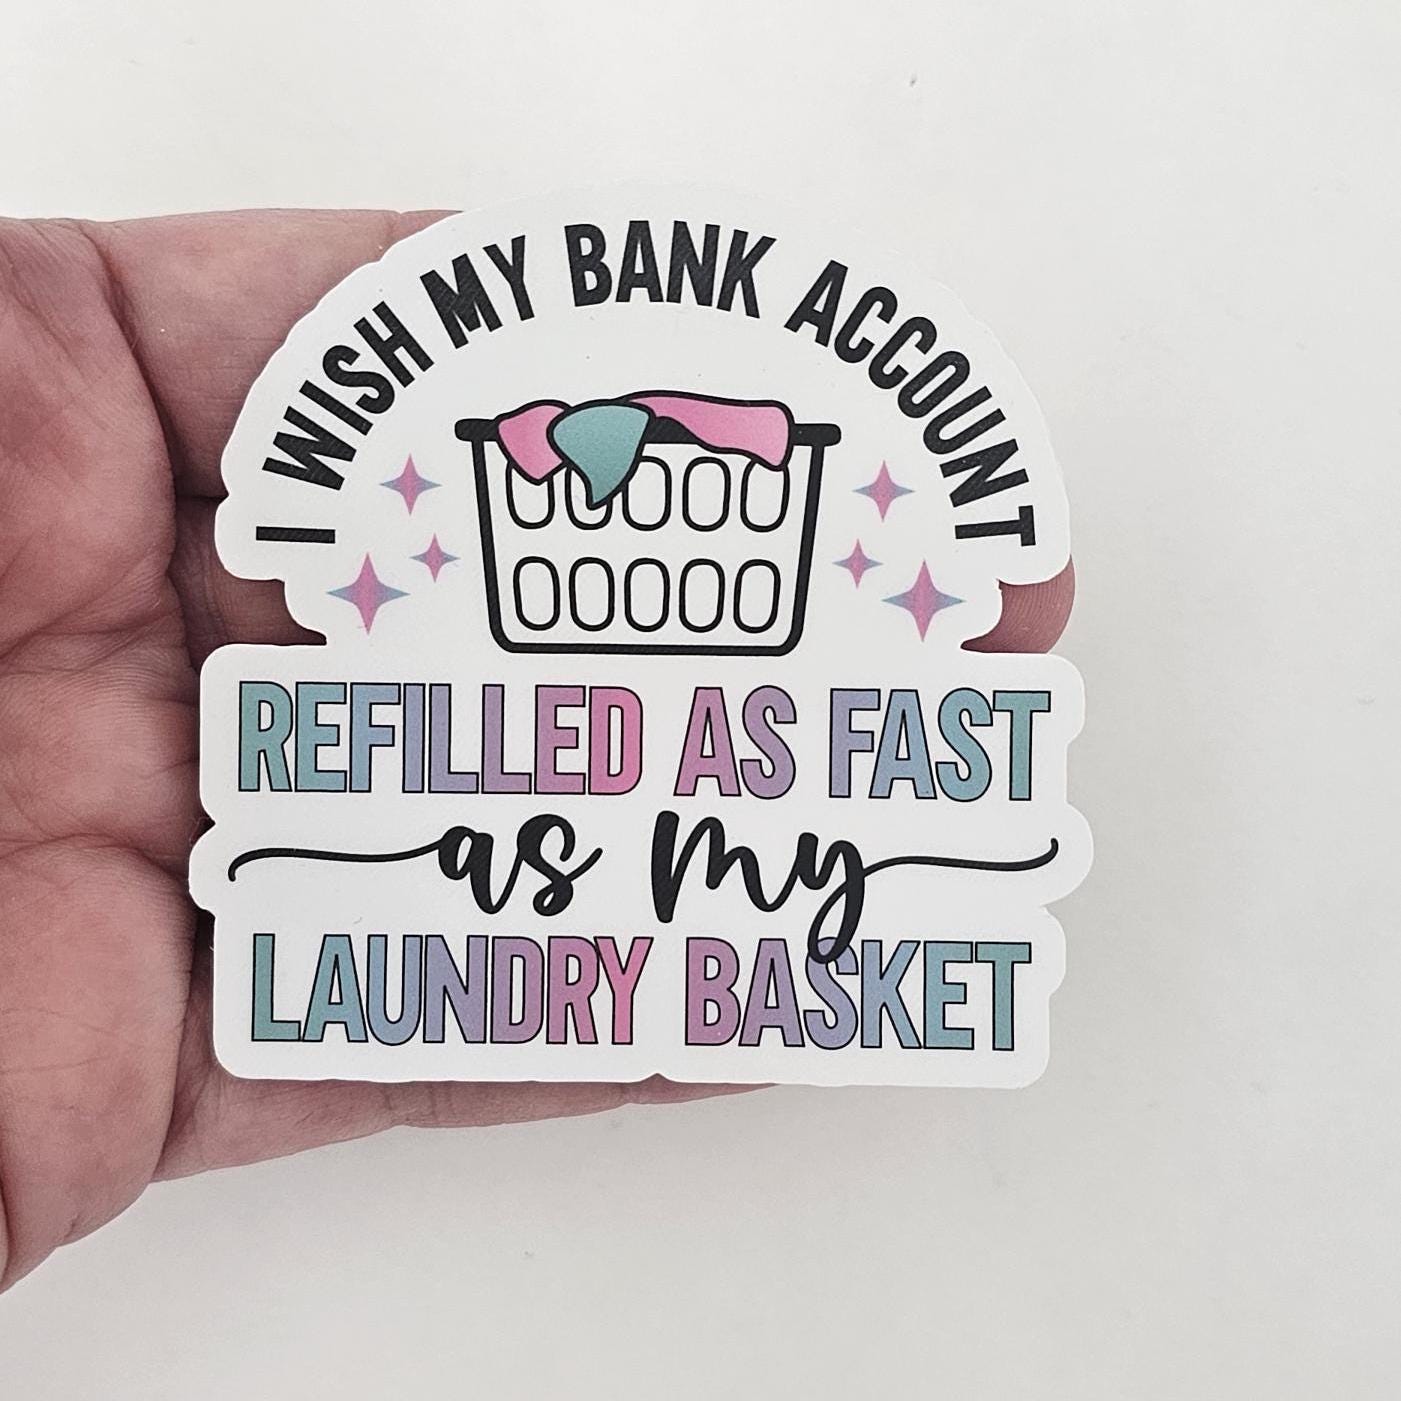 I WISH MY BANK ACCOUNT
REFILLED AS FAST
as my
LAUNDRY BASKET